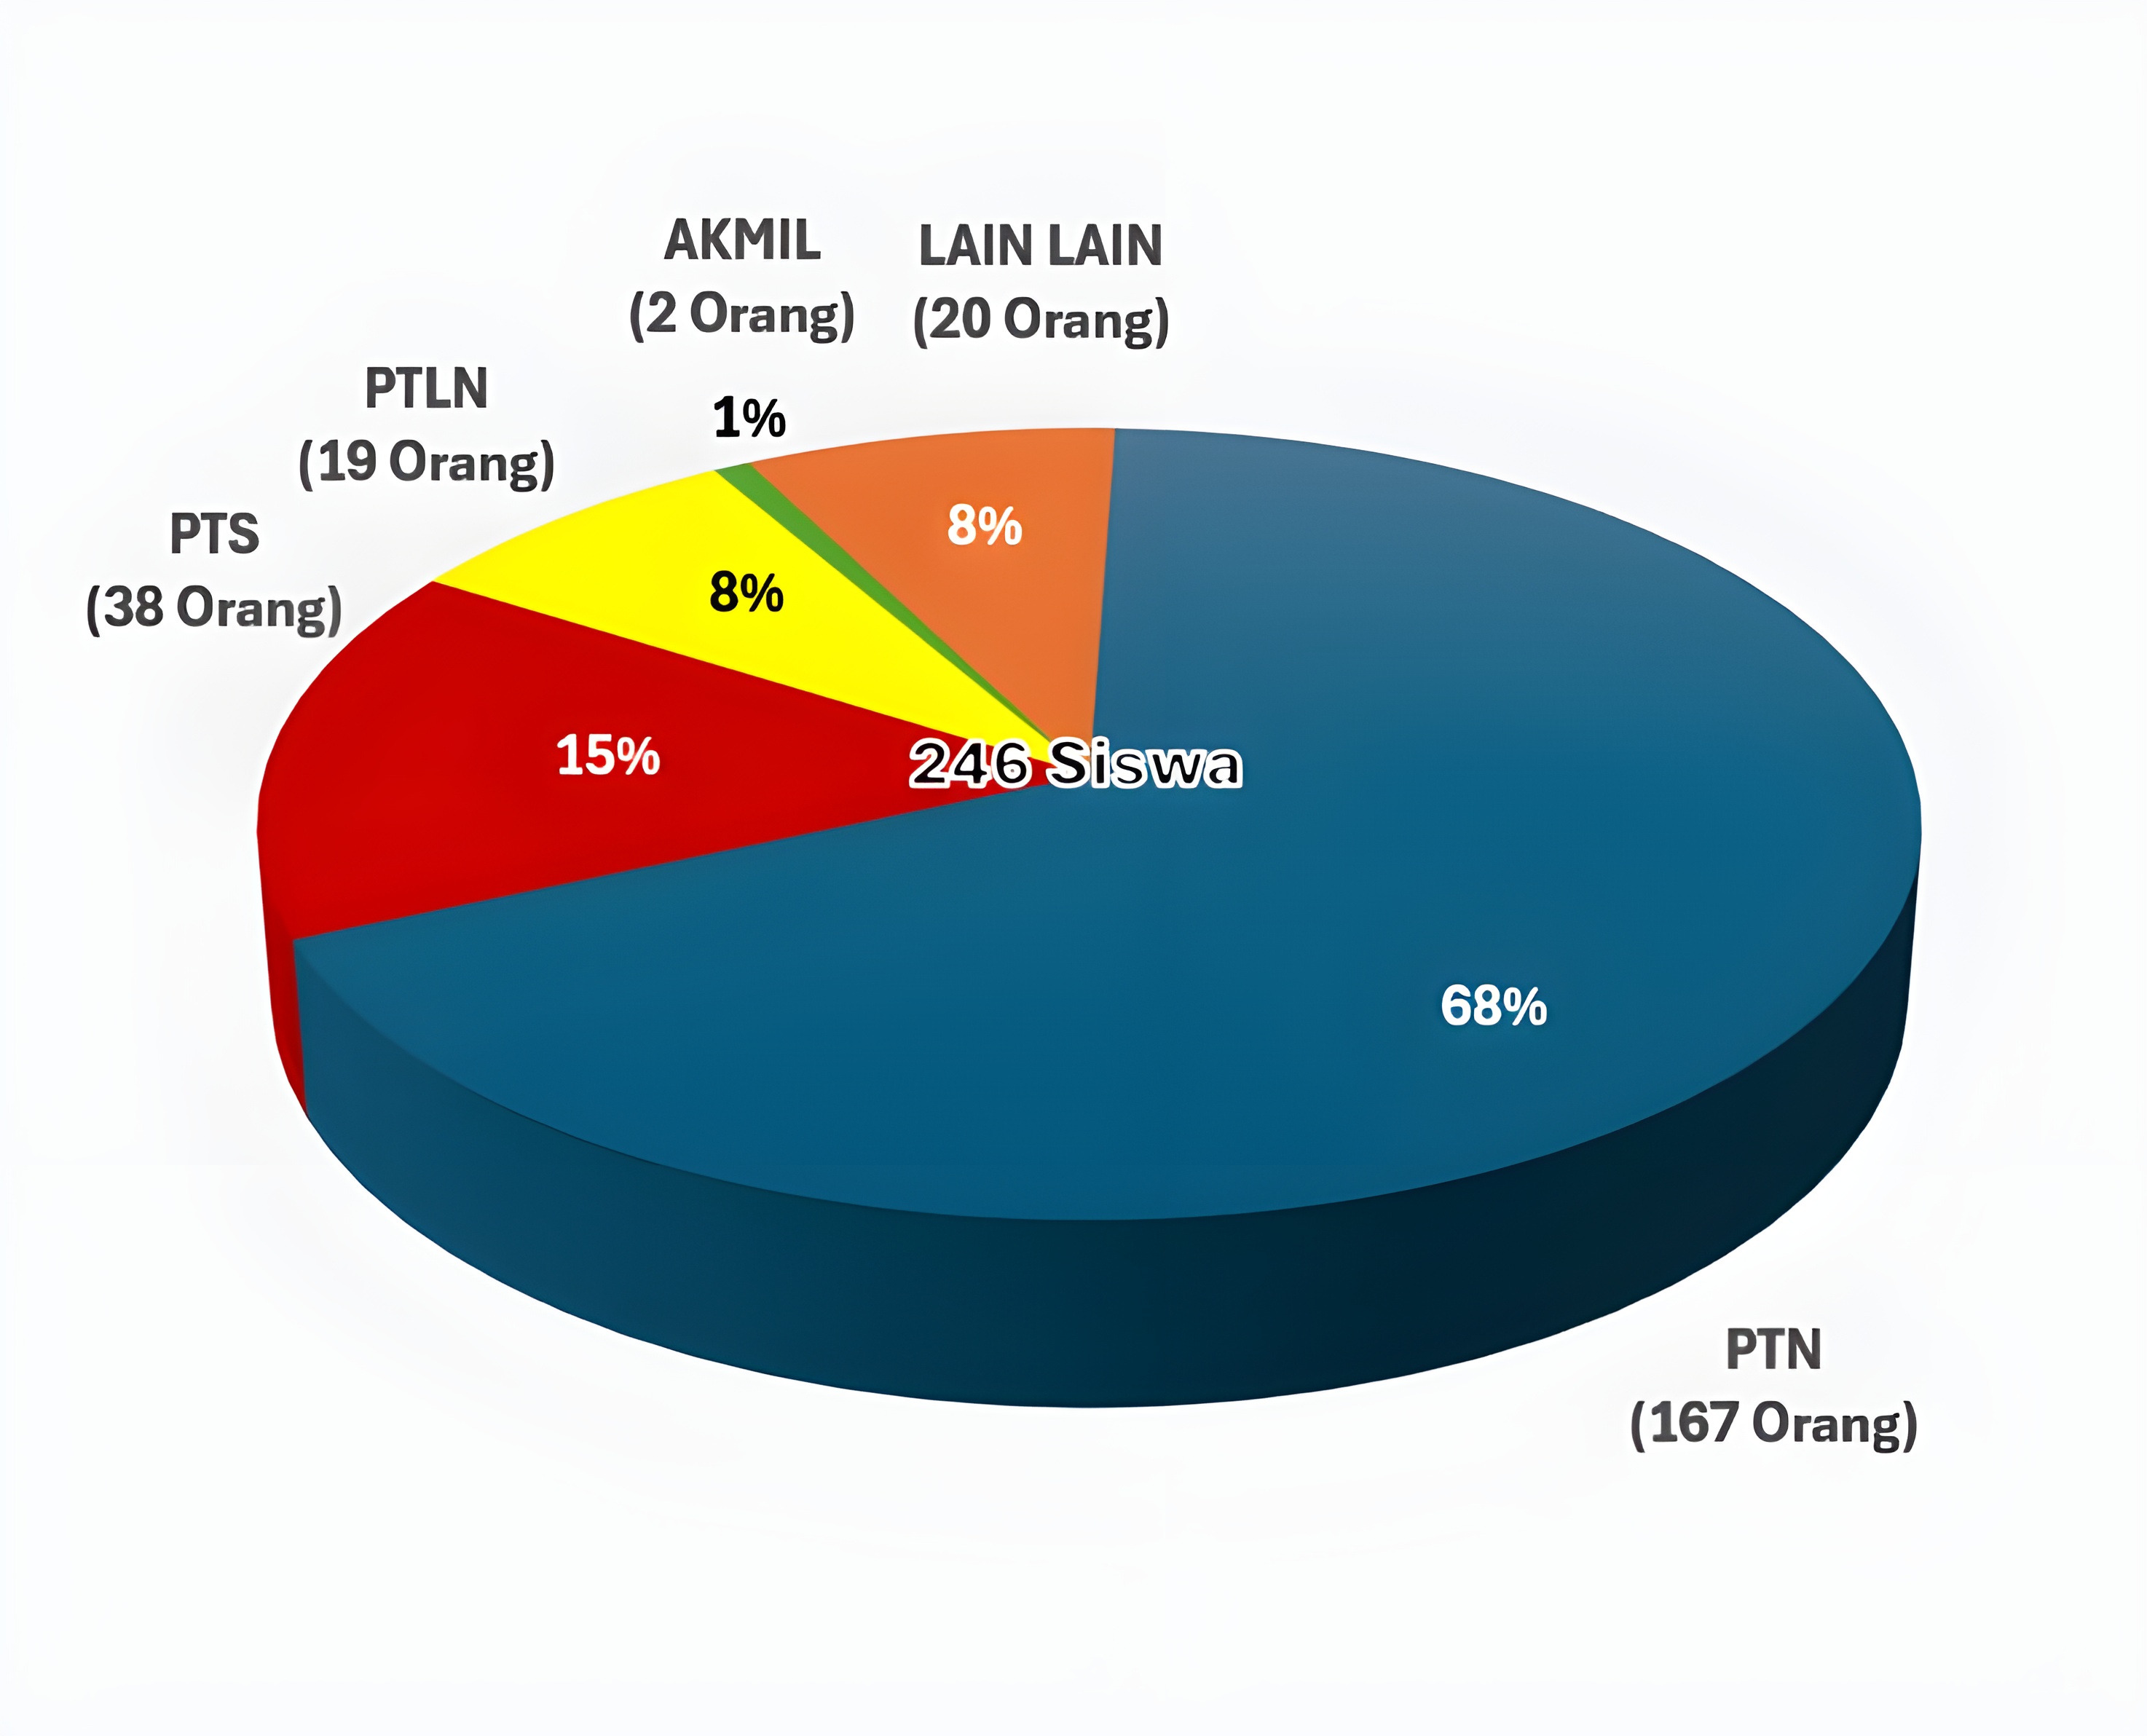 AKMIL
(2 Orang)
LAIN LAIN
(20 Orang)
PTLN
(19 Orang)
1%
PTS
(38 Orang)
8%
8%
15%
246 Siswa
68%
PTN
(167 Orang)